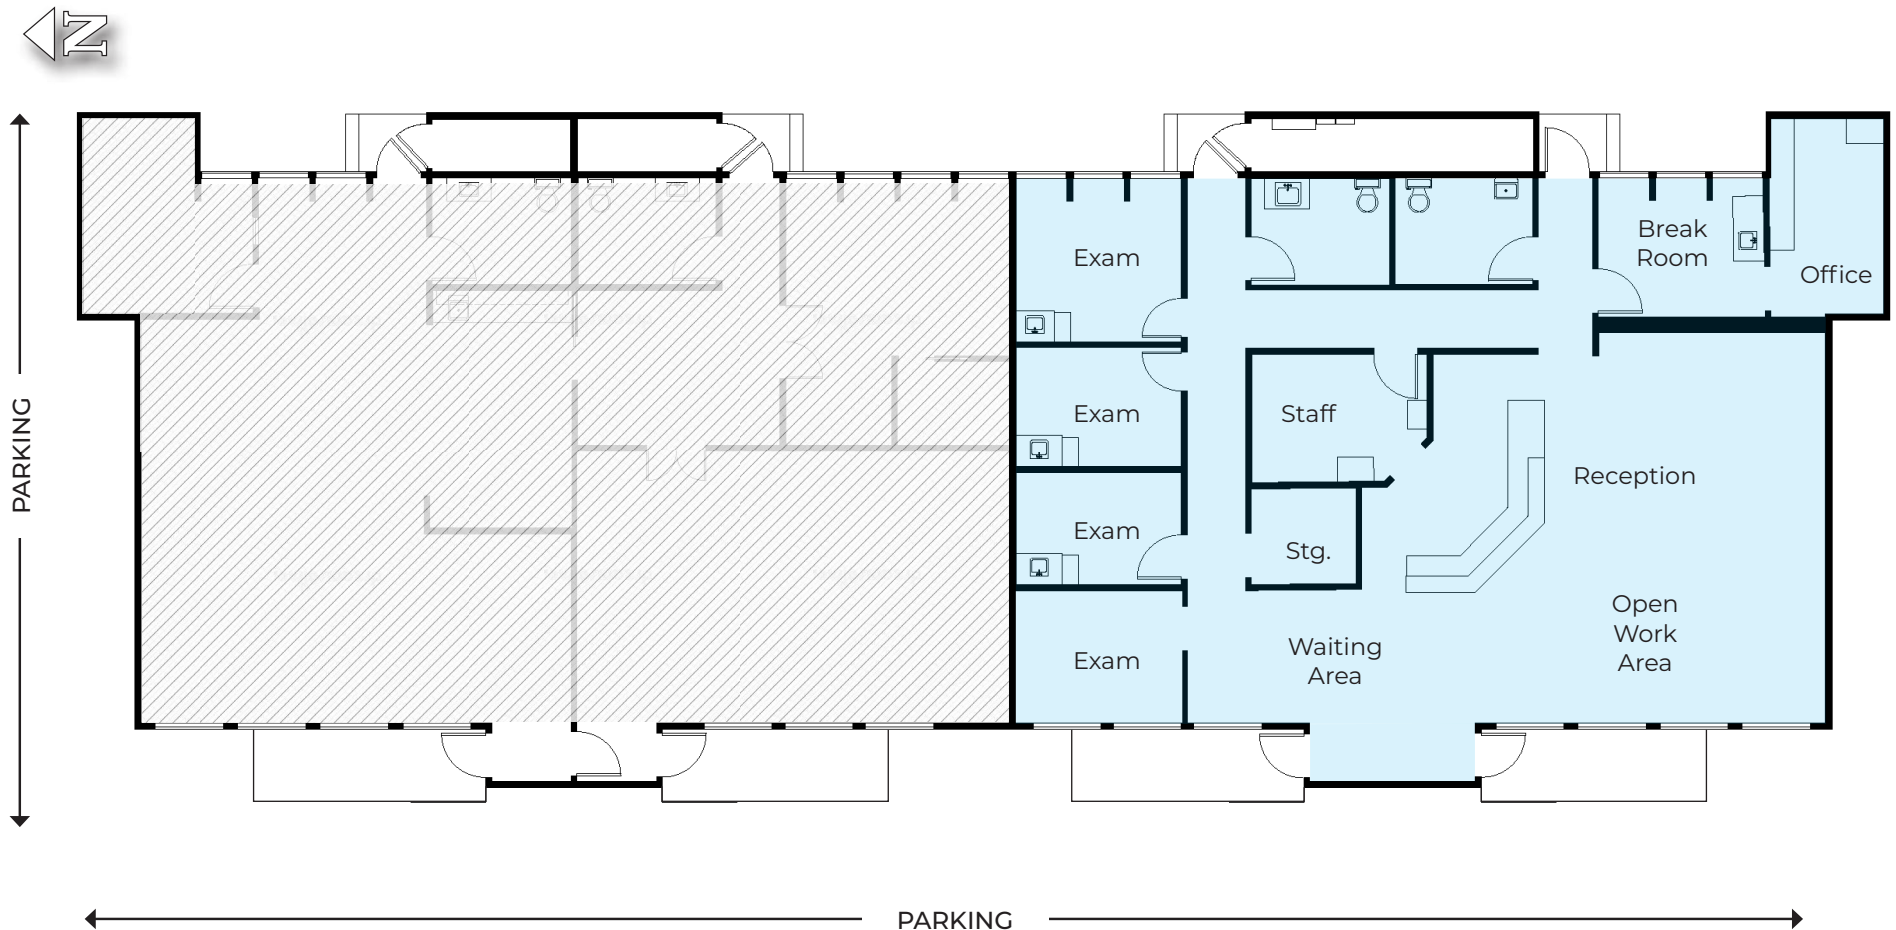 N
Exam
Break
Room
Office
PARKING
Exam
Staff
Reception
Exam
Stg.
Open
Work
Area
Exam
Waiting
Area
PARKING